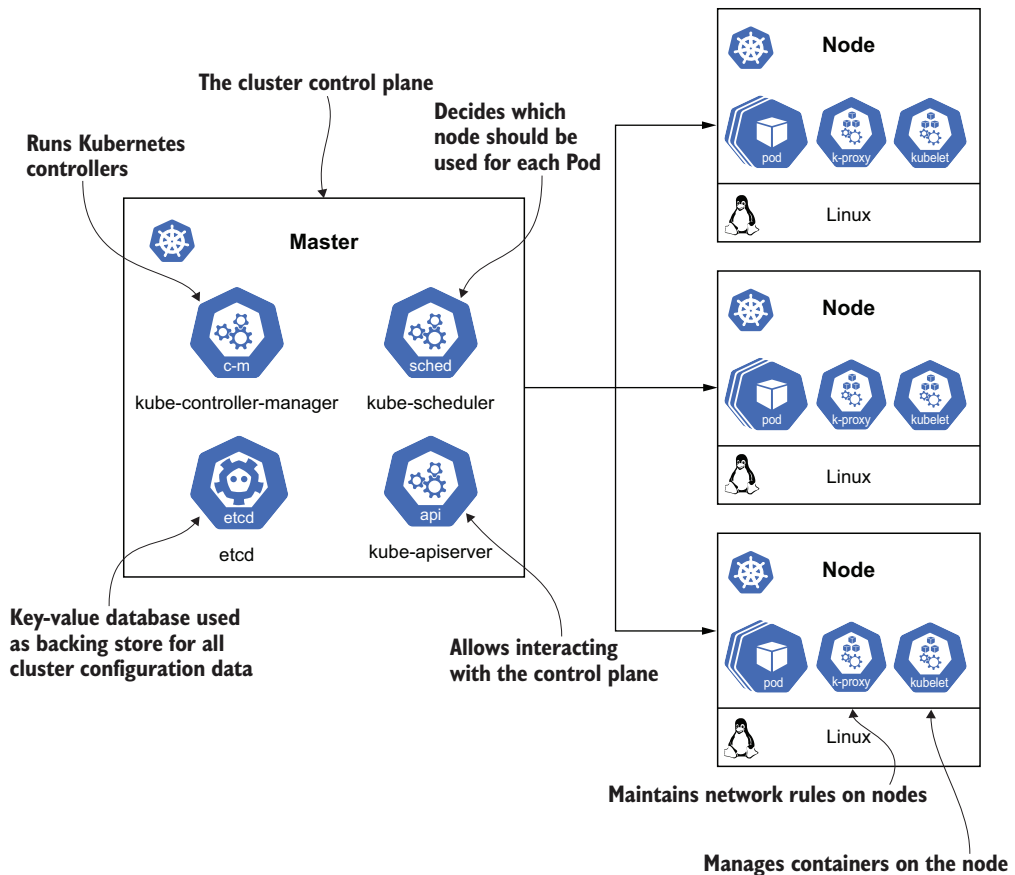 The cluster control plane
Decides which
node should be
used for each Pod
Runs Kubernetes
controllers
Master
c-m
sched
kube-controller-manager
kube-scheduler
etcd
api
etcd
kube-apiserver
Key-value database used
as backing store for all
cluster configuration data
Allows interacting
with the control plane
Node
pod
k-proxy
kubelet
Linux
Node
pod
k-proxy
kubelet
Linux
Node
pod
k-proxy
kubelet
Linux
Maintains network rules on nodes
Manages containers on the node